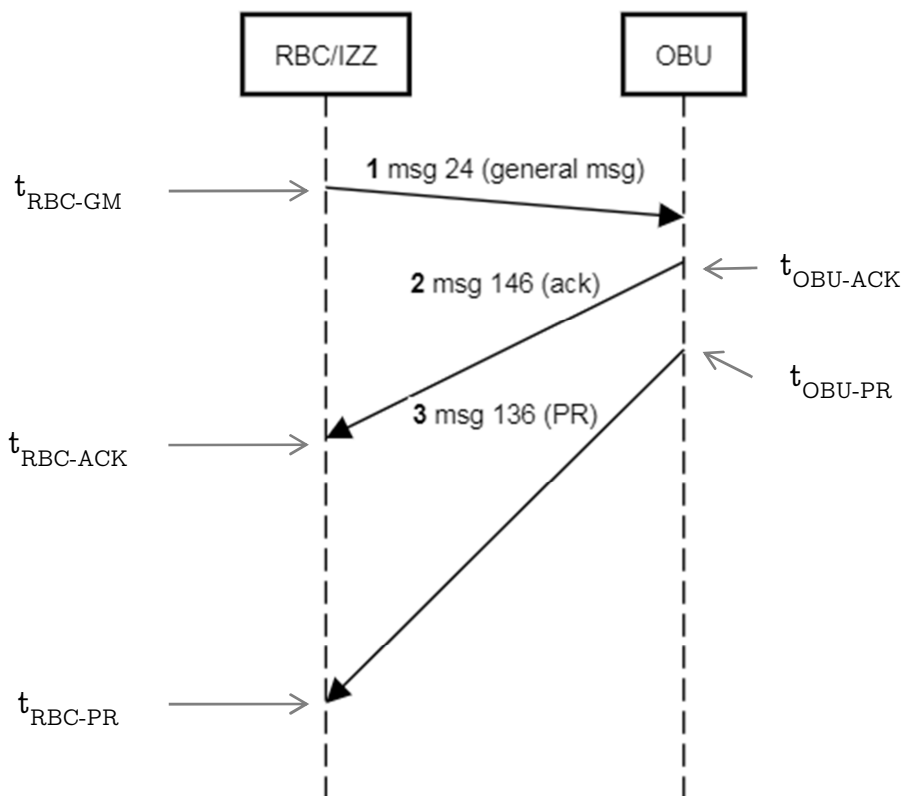 RBC/IZZ
OBU
1 msg 24 (general msg)
tRBC-GM
2 msg 146 (ack)
tOBU-ACK
tOBU-PR
3 msg 136 (PR)
tRBC-ACK
tRBC-PR